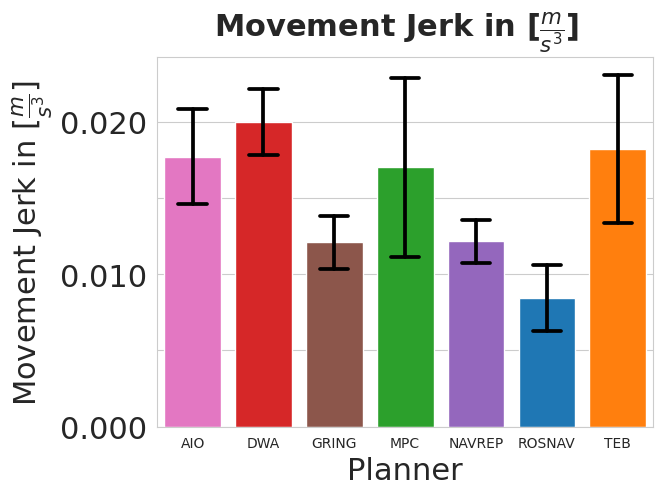 Movement Jerk in [m/s³]
Movement Jerk in [m/s³]
0.020
0.010
0.000
AIO DWA GRING MPC NAVREP ROSNAV TEB
Planner